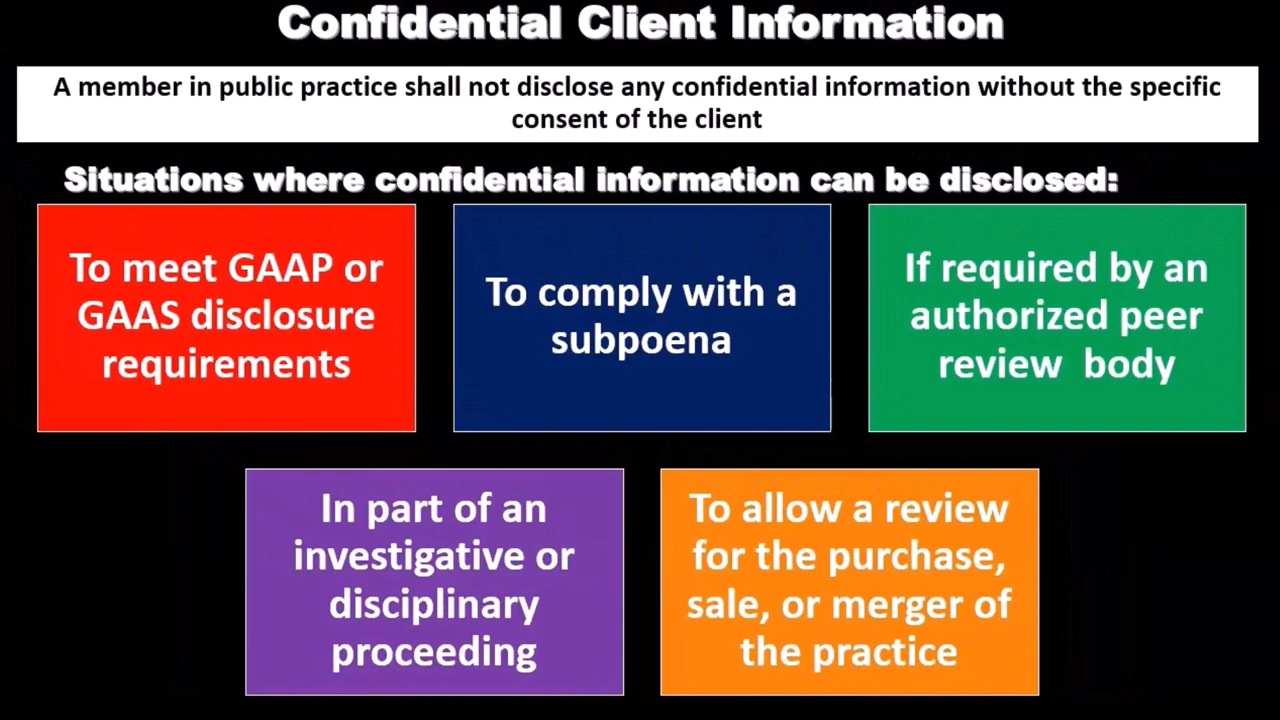 Confidential Client Information
A member in public practice shall not disclose any confidential information without the specific
consent of the client
Situations where confidential information can be disclosed:
To meet GAAP or
GAAS disclosure
requirements
To comply with a
subpoena
If required by an
authorized peer
review body
In part of an
investigative or
disciplinary
proceeding
To allow a review
for the purchase,
sale, or merger of
the practice